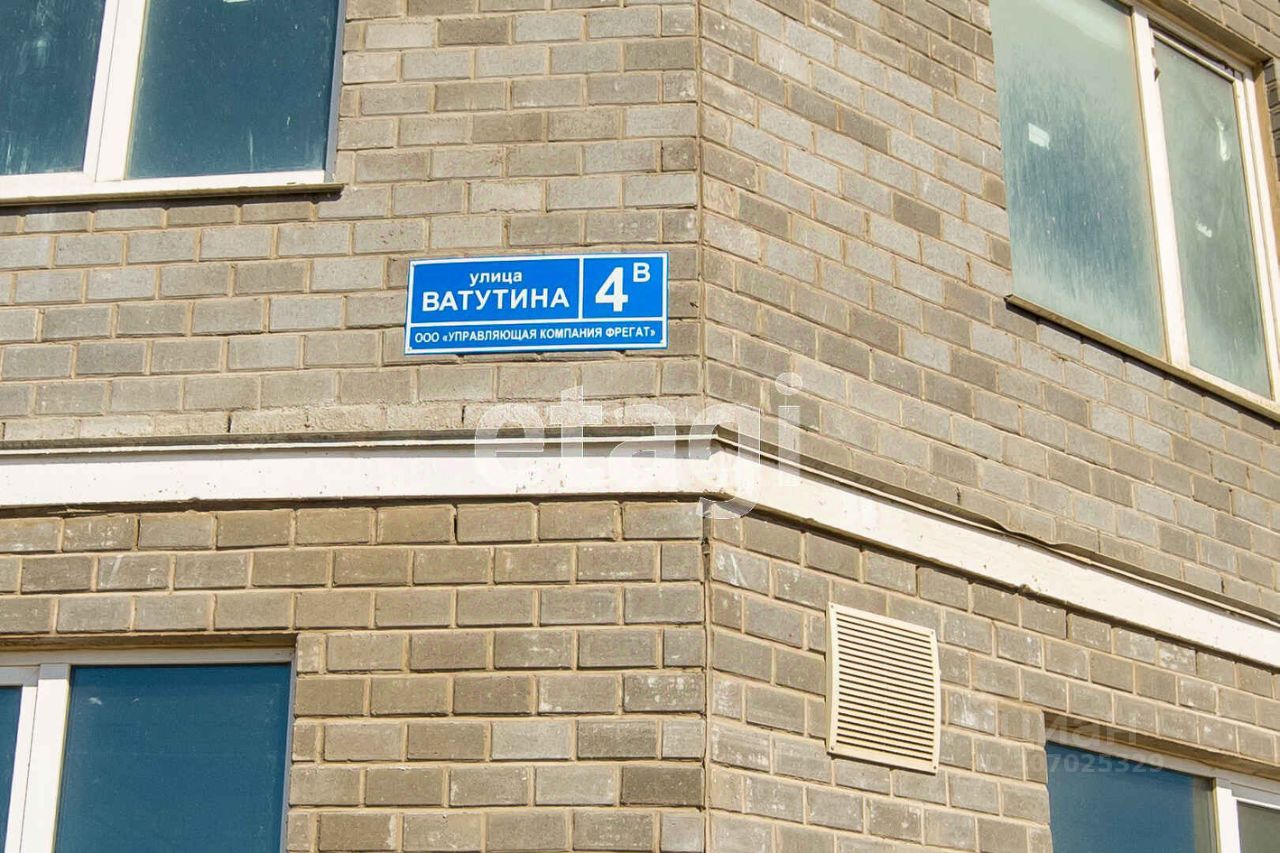 улица
ВАТУТИНА
4В
ООО «УПРАВЛЯЮЩАЯ КОМПАНИЯ ФРЕГАТ»
etagi